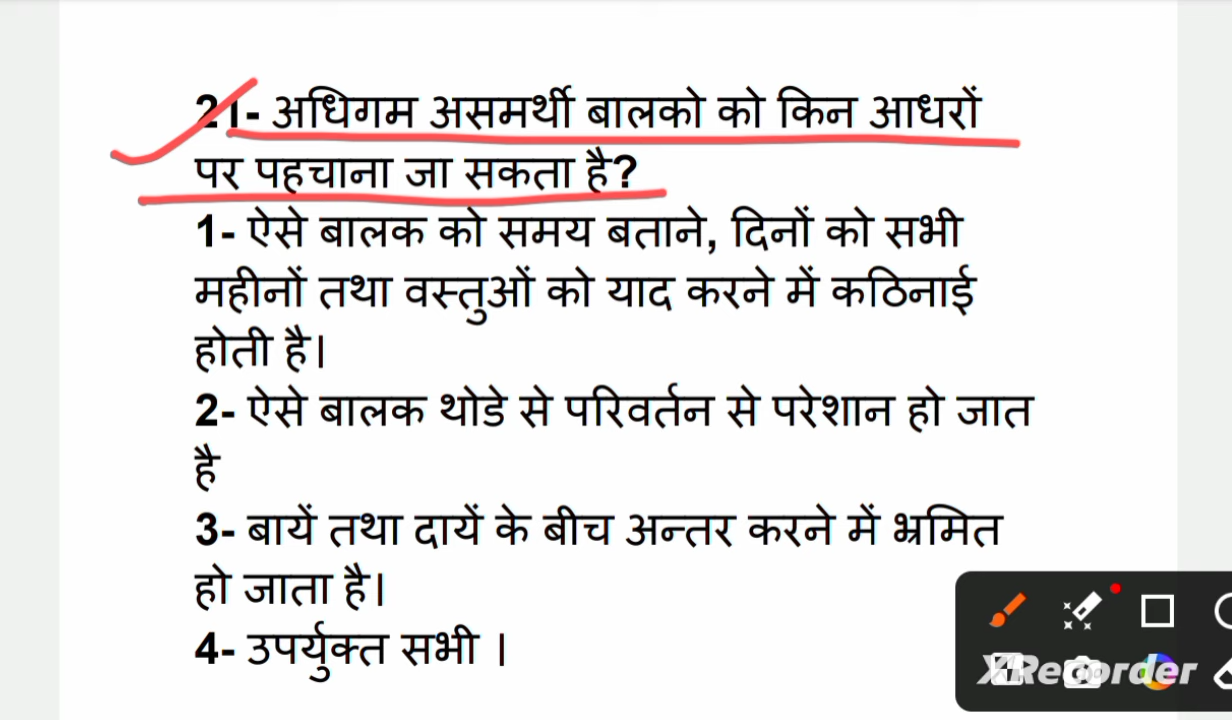 21- अधिगम असमर्थी बालको को किन आधरों
पर पहचाना जा सकता है?
1- ऐसे बालक को समय बताने, दिनों को सभी
महीनों तथा वस्तुओं को याद करने में कठिनाई
होती है।
2- ऐसे बालक थोडे से परिवर्तन से परेशान हो जात
है
3- बायें तथा दायें के बीच अन्तर करने में भ्रमित
हो जाता है।
4- उपर्युक्त सभी ।
XRecorder